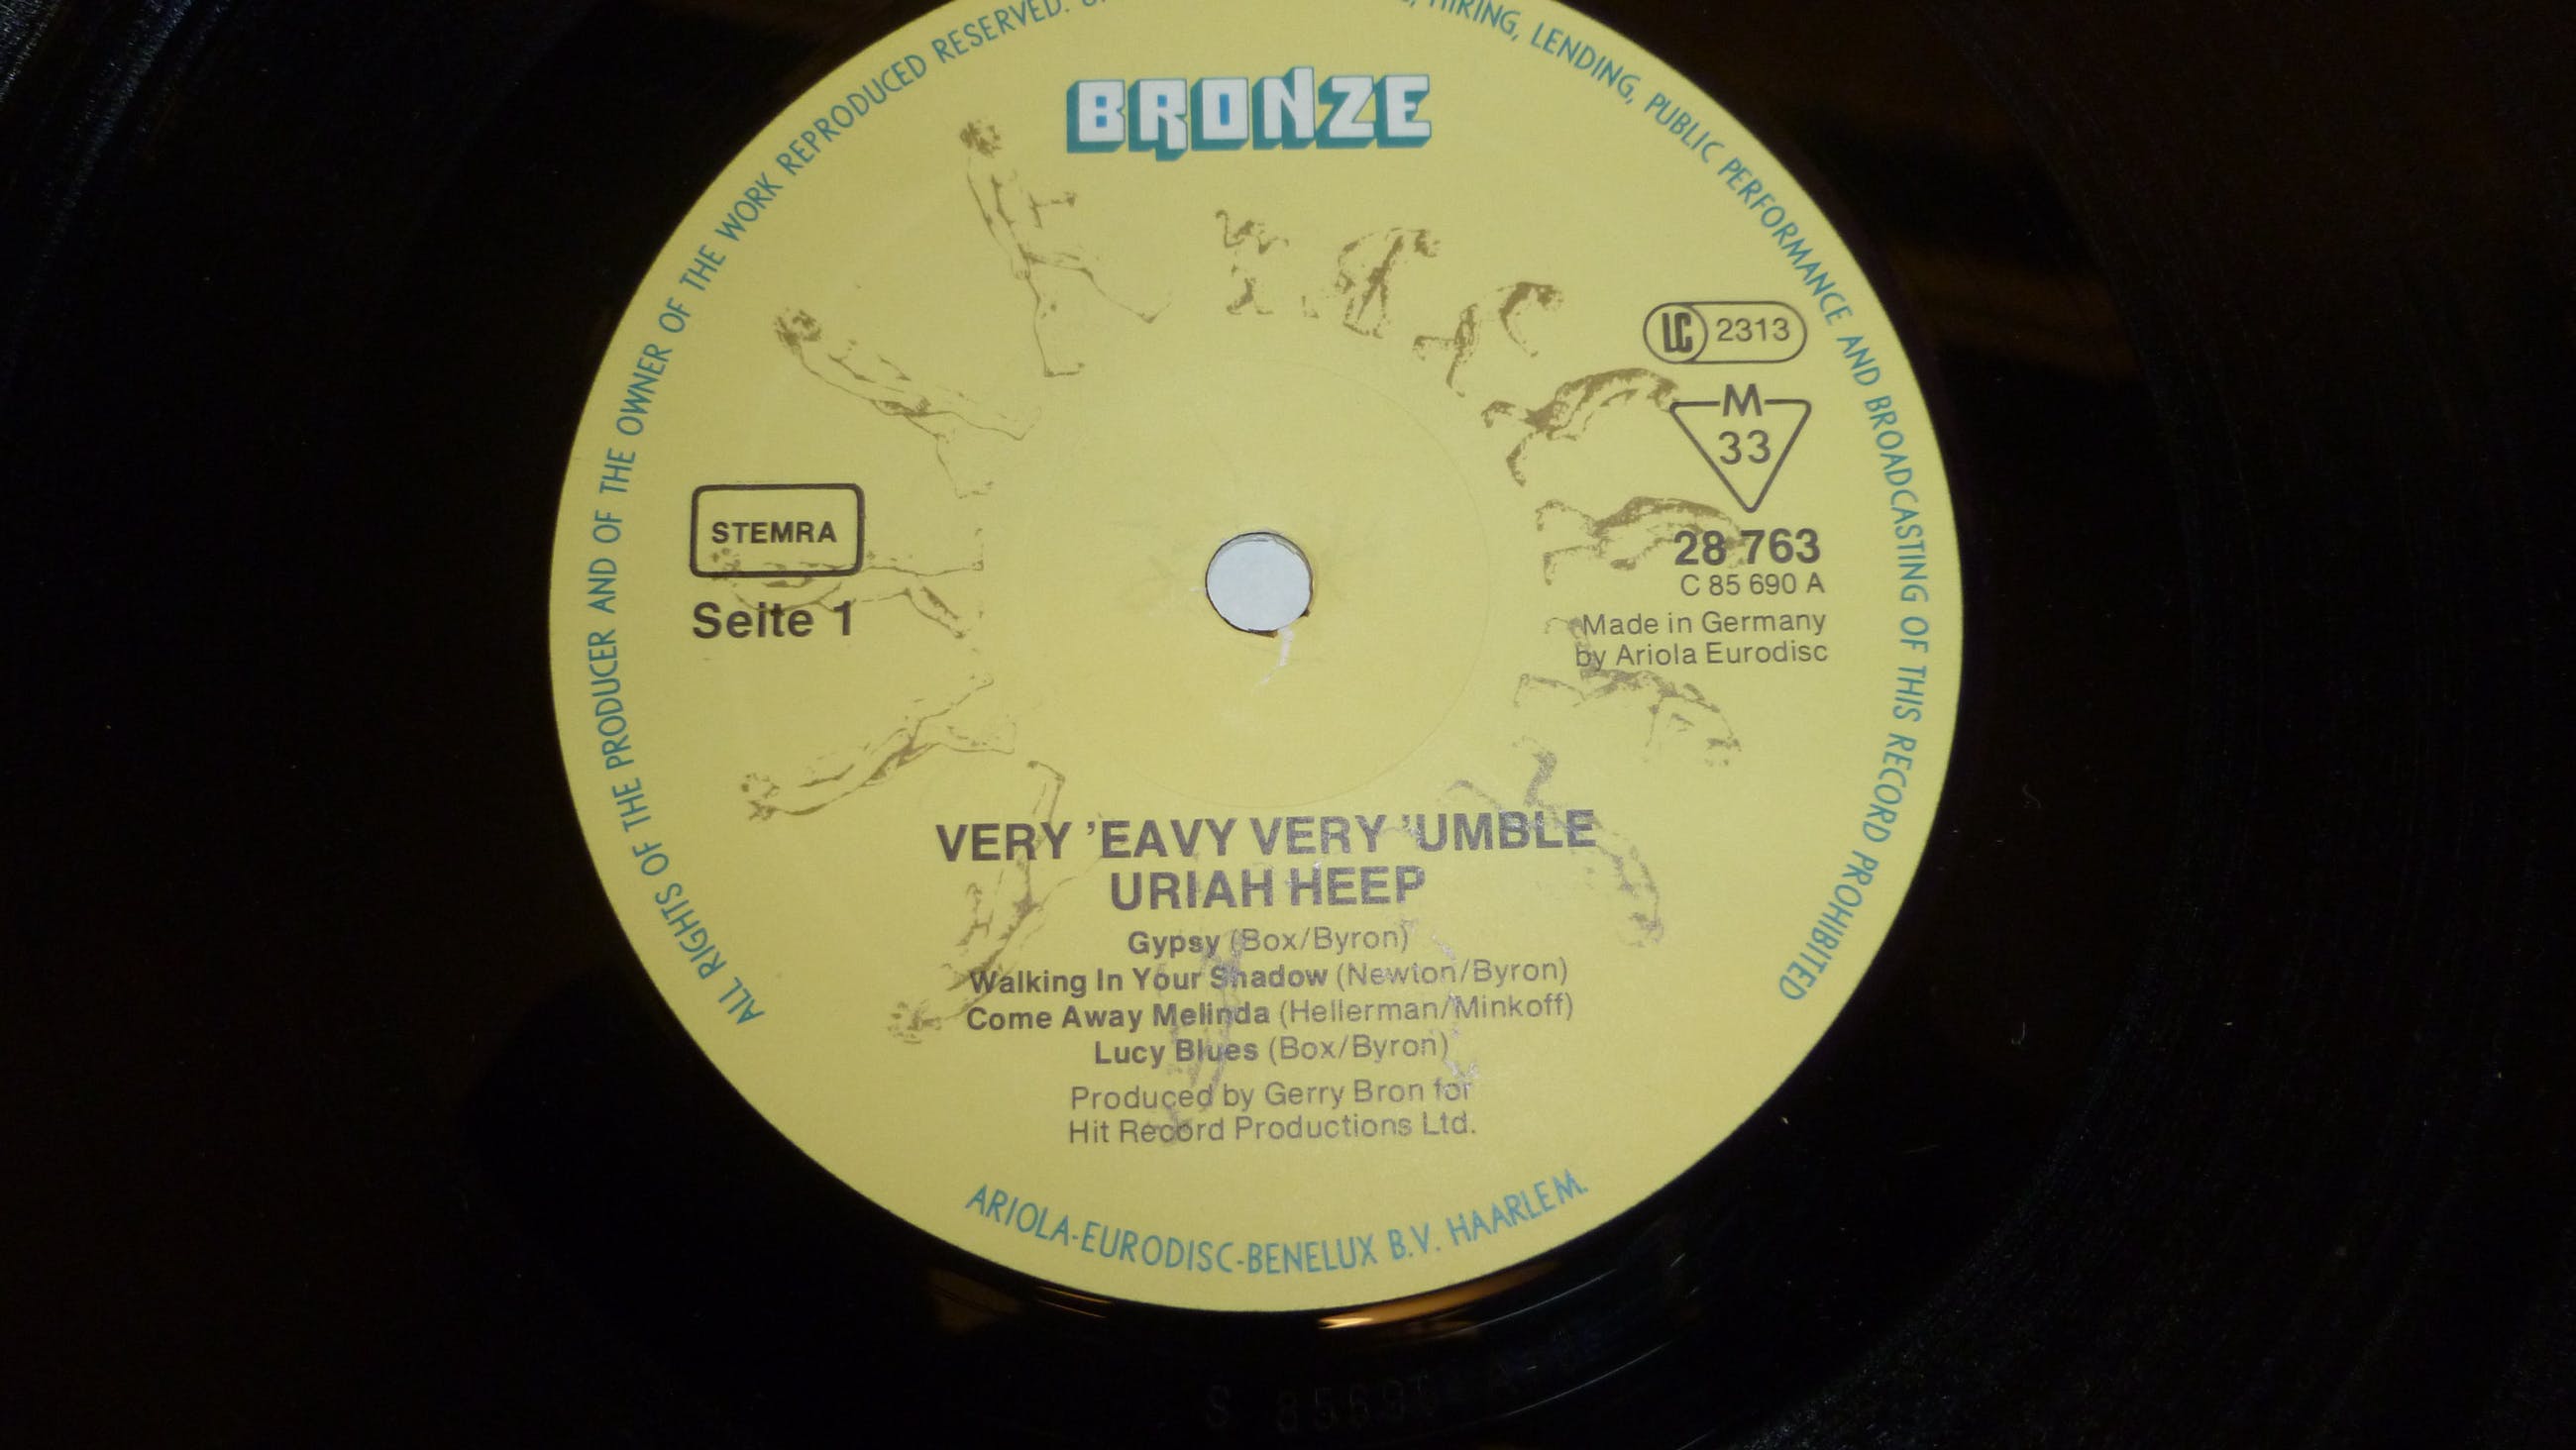 ALL RIGHTS OF THE PRODUCER AND OF THE OWNER OF THE WORK REPRODUCED RESERVED.
HIRING, LENDING, PUBLIC PERFORMANCE AND BROADCASTING OF THIS RECORD PROHIBITED
BRONZE
LC 2313
M
33
STEMRA
Seite 1
28 763
C 85 690 A
Made in Germany
by Ariola Eurodisc
VERY 'EAVY VERY 'UMBLE
URIAH HEEP
Gypsy (Box/Byron)
Walking In Your Shadow (Newton/Byron)
Come Away Melinda (Hellerman/Minkoff)
Lucy Blues (Box/Byron)
Produced by Gerry Bron for
Hit Record Productions Ltd.
ARIOLA-EURODISC-BENELUX B.V. HAARLEM.